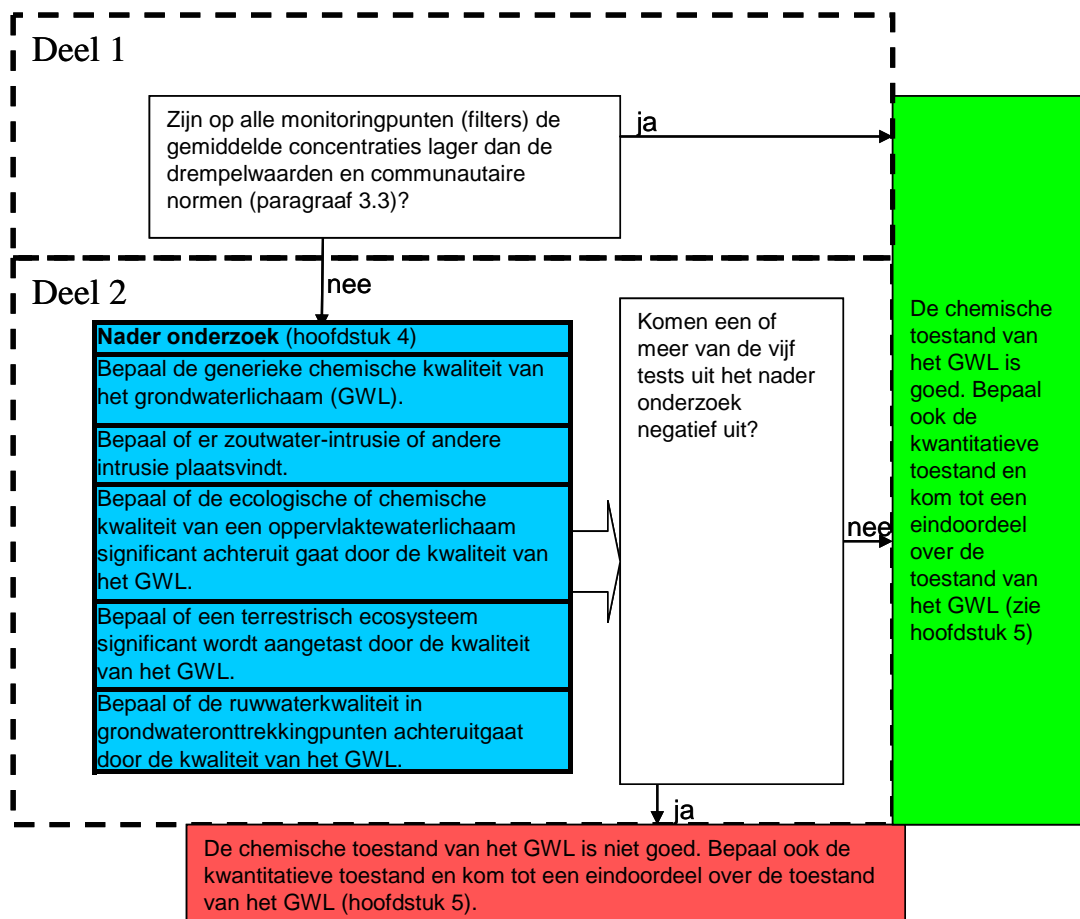 Deel 1
Zijn op alle monitoringpunten (filters) de
gemiddelde concentraties lager dan de
drempelwaarden en communautaire
normen (paragraaf 3.3)?
ja
nee
Deel 2
Nader onderzoek (hoofdstuk 4)
Bepaal de generieke chemische kwaliteit van
het grondwaterlichaam (GWL).
Bepaal of er zoutwater-intrusie of andere
intrusie plaatsvindt.
Bepaal of de ecologische of chemische
kwaliteit van een oppervlaktewaterlichaam
significant achteruit gaat door de kwaliteit van
het GWL.
Bepaal of een terrestrisch ecosysteem
significant wordt aangetast door de kwaliteit
van het GWL.
Bepaal of de ruwwaterkwaliteit in
grondwateronttrekkingpunten achteruitgaat
door de kwaliteit van het GWL.
Komen een of
meer van de vijf
tests uit het nader
onderzoek
negatief uit?
nee
ja
De chemische
toestand van
het GWL is
goed. Bepaal
ook de
kwantitatieve
toestand en
kom tot een
eindoordeel
over de
toestand van
het GWL (zie
hoofdstuk 5)
De chemische toestand van het GWL is niet goed. Bepaal ook de
kwantitatieve toestand en kom tot een eindoordeel over de toestand
van het GWL (hoofdstuk 5).